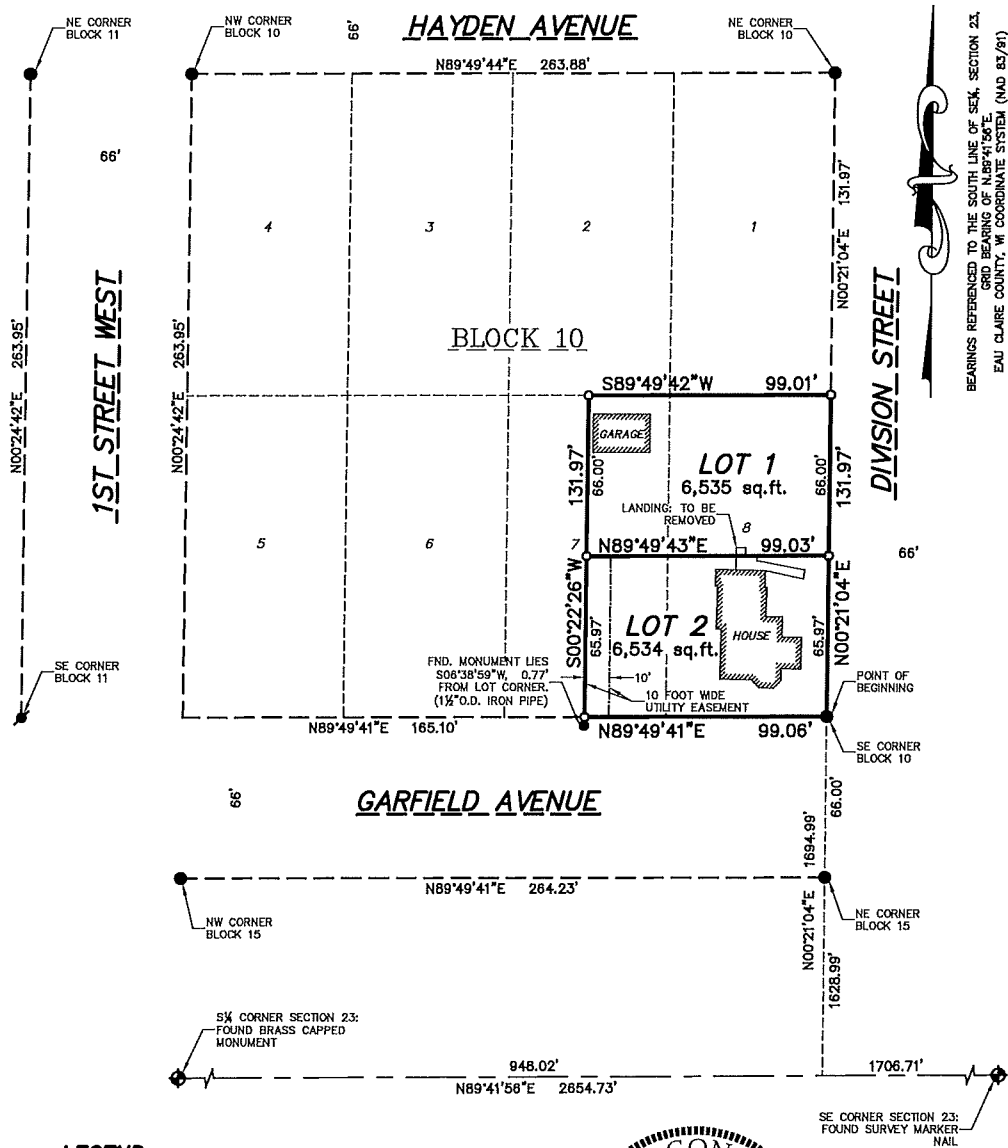 NE CORNER
BLOCK 11
NW CORNER
BLOCK 10
66'
HAYDEN AVENUE
NE CORNER
BLOCK 10
N89°49'44"E 263.88'
66'
4
3
2
1
N00°21'04"E 131.97'
BEARINGS REFERENCED TO THE SOUTH LINE OF SE¼, SECTION 23,
GRID BEARING OF N.89°41'56"E.
EAU CLAIRE COUNTY, WI COORDINATE SYSTEM (NAD 83/91)
N00°24'42"E 263.95'
1ST STREET WEST
N00°24'42"E 263.95'
BLOCK 10
DIVISION STREET
S89°49'42"W 99.01'
GARAGE
LOT 1
6,535 sq.ft.
131.97'
66.00'
66.00'
131.97'
LANDING: TO BE
REMOVED
8
5
6
7
N89°49'43"E 99.03'
66'
S00°22'26"W
65.97'
LOT 2
6,534 sq.ft.
HOUSE
65.97'
N00°21'04"E
FND. MONUMENT LIES
S06°38'59"W, 0.77'
FROM LOT CORNER.
(1½"O.D. IRON PIPE)
10'
10 FOOT WIDE
UTILITY EASEMENT
POINT OF
BEGINNING
SE CORNER
BLOCK 11
N89°49'41"E 165.10'
N89°49'41"E 99.06'
SE CORNER
BLOCK 10
66'
GARFIELD AVENUE
66.00'
1694.99'
N89°49'41"E 264.23'
NW CORNER
BLOCK 15
NE CORNER
BLOCK 15
N00°21'04"E
1628.99'
S¼ CORNER SECTION 23:
FOUND BRASS CAPPED
MONUMENT
948.02'
1706.71'
N89°41'56"E 2654.73'
SE CORNER SECTION 23:
FOUND SURVEY MARKER
NAIL